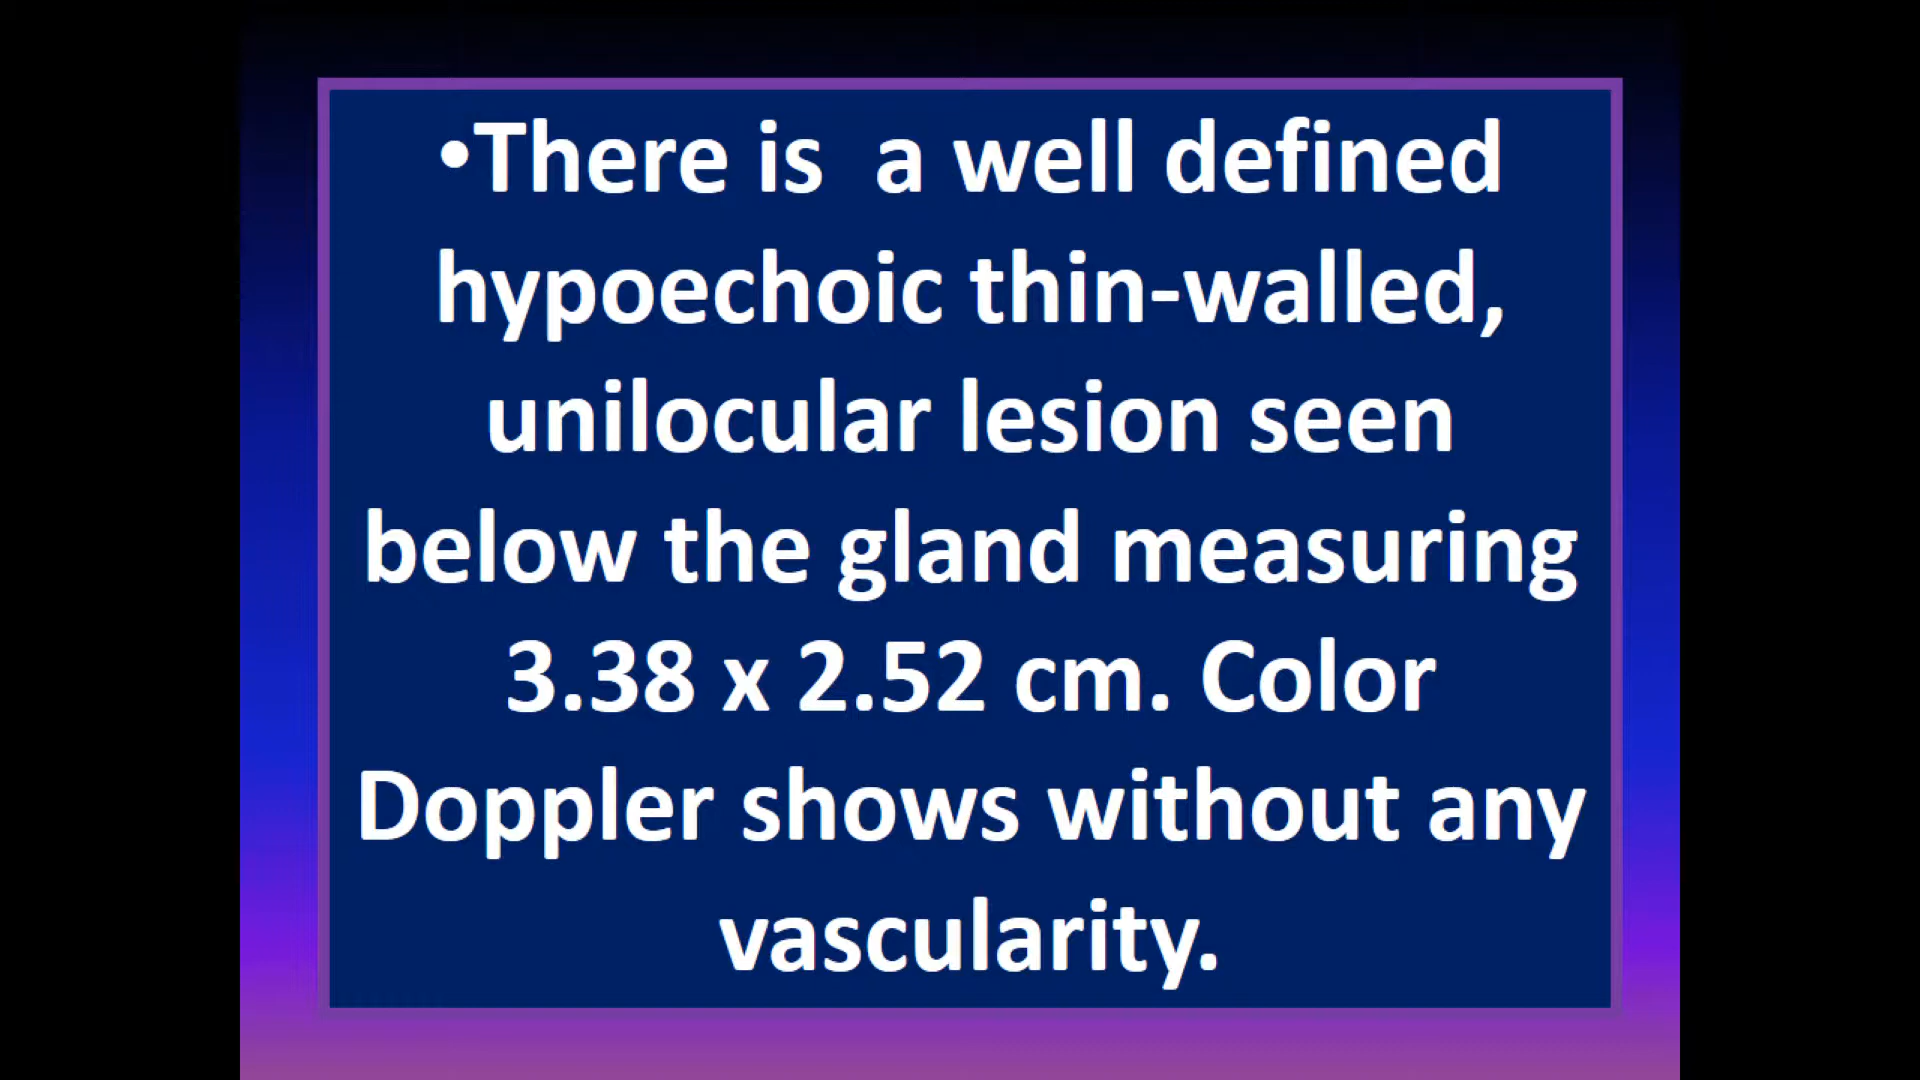 •There is  a well defined
hypoechoic thin-walled,
unilocular lesion seen
below the gland measuring
3.38 x 2.52 cm. Color
Doppler shows without any
vascularity.